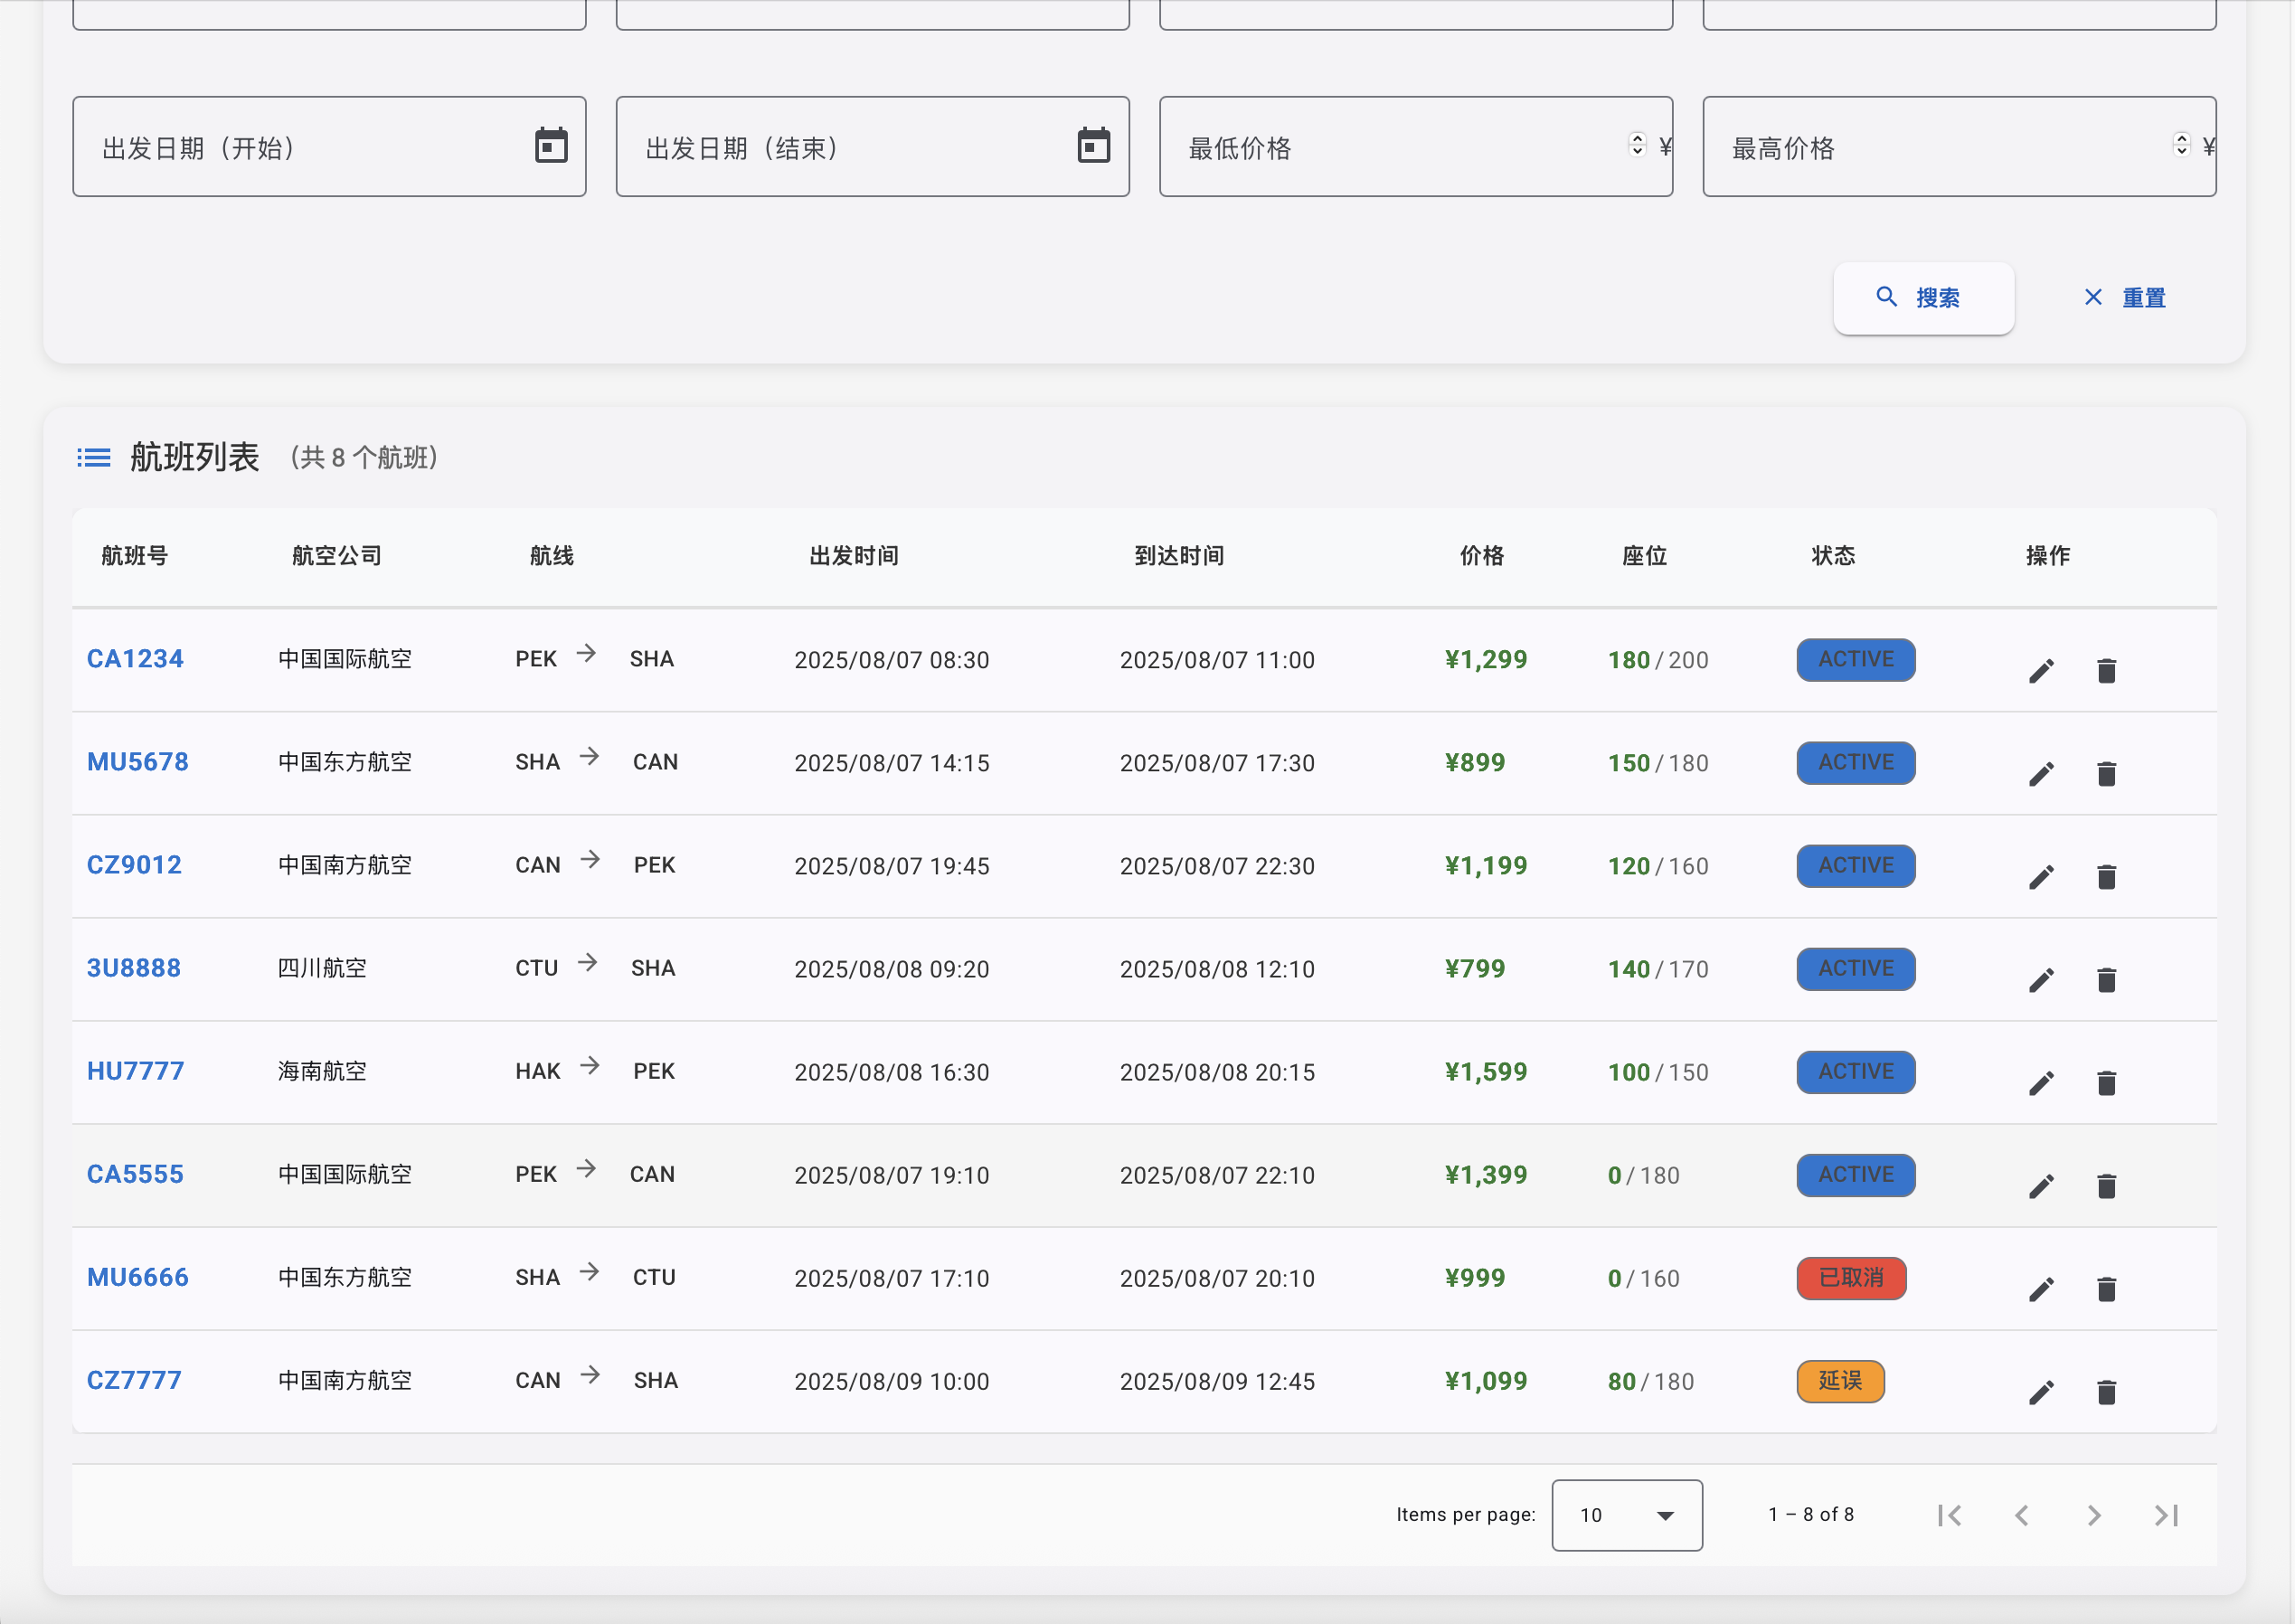 出发日期（开始） 出发日期（结束） 最低价格 ¥ 最高价格 ¥
搜索 重置
航班列表 （共 8 个航班）
航班号 航空公司 航线 出发时间 到达时间 价格 座位 状态 操作
CA1234 中国国际航空 PEK → SHA 2025/08/07 08:30 2025/08/07 11:00 ¥1,299 180 / 200 ACTIVE
MU5678 中国东方航空 SHA → CAN 2025/08/07 14:15 2025/08/07 17:30 ¥899 150 / 180 ACTIVE
CZ9012 中国南方航空 CAN → PEK 2025/08/07 19:45 2025/08/07 22:30 ¥1,199 120 / 160 ACTIVE
3U8888 四川航空 CTU → SHA 2025/08/08 09:20 2025/08/08 12:10 ¥799 140 / 170 ACTIVE
HU7777 海南航空 HAK → PEK 2025/08/08 16:30 2025/08/08 20:15 ¥1,599 100 / 150 ACTIVE
CA5555 中国国际航空 PEK → CAN 2025/08/07 19:10 2025/08/07 22:10 ¥1,399 0 / 180 ACTIVE
MU6666 中国东方航空 SHA → CTU 2025/08/07 17:10 2025/08/07 20:10 ¥999 0 / 160 已取消
CZ7777 中国南方航空 CAN → SHA 2025/08/09 10:00 2025/08/09 12:45 ¥1,099 80 / 180 延误
Items per page: 10 1 – 8 of 8